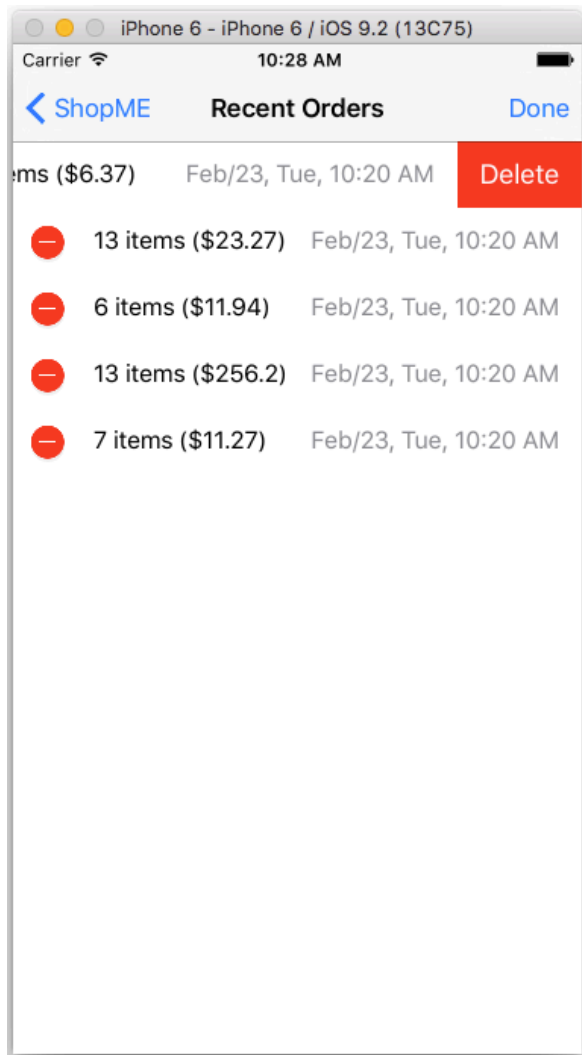 iPhone 6 - iPhone 6 / iOS 9.2 (13C75)
Carrier 10:28 AM
ShopME Recent Orders Done
ems ($6.37) Feb/23, Tue, 10:20 AM Delete
13 items ($23.27) Feb/23, Tue, 10:20 AM
6 items ($11.94) Feb/23, Tue, 10:20 AM
13 items ($256.2) Feb/23, Tue, 10:20 AM
7 items ($11.27) Feb/23, Tue, 10:20 AM